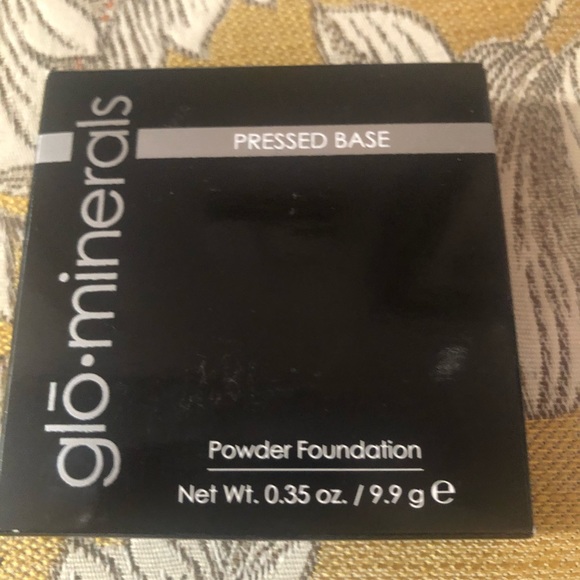 glō·minerals
PRESSED BASE
Powder Foundation
Net Wt. 0.35 oz. / 9.9 g ℮